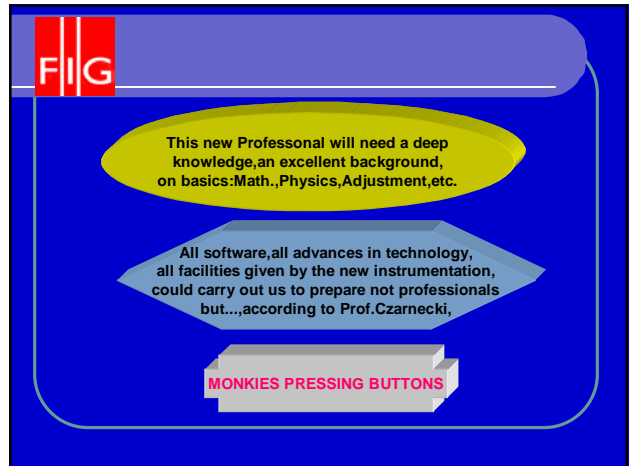 FIG
This new Professonal will need a deep
knowledge,an excellent background,
on basics:Math.,Physics,Adjustment,etc.
All software,all advances in technology,
all facilities given by the new instrumentation,
could carry out us to prepare not professionals
but...,according to Prof.Czarnecki,
MONKIES PRESSING BUTTONS